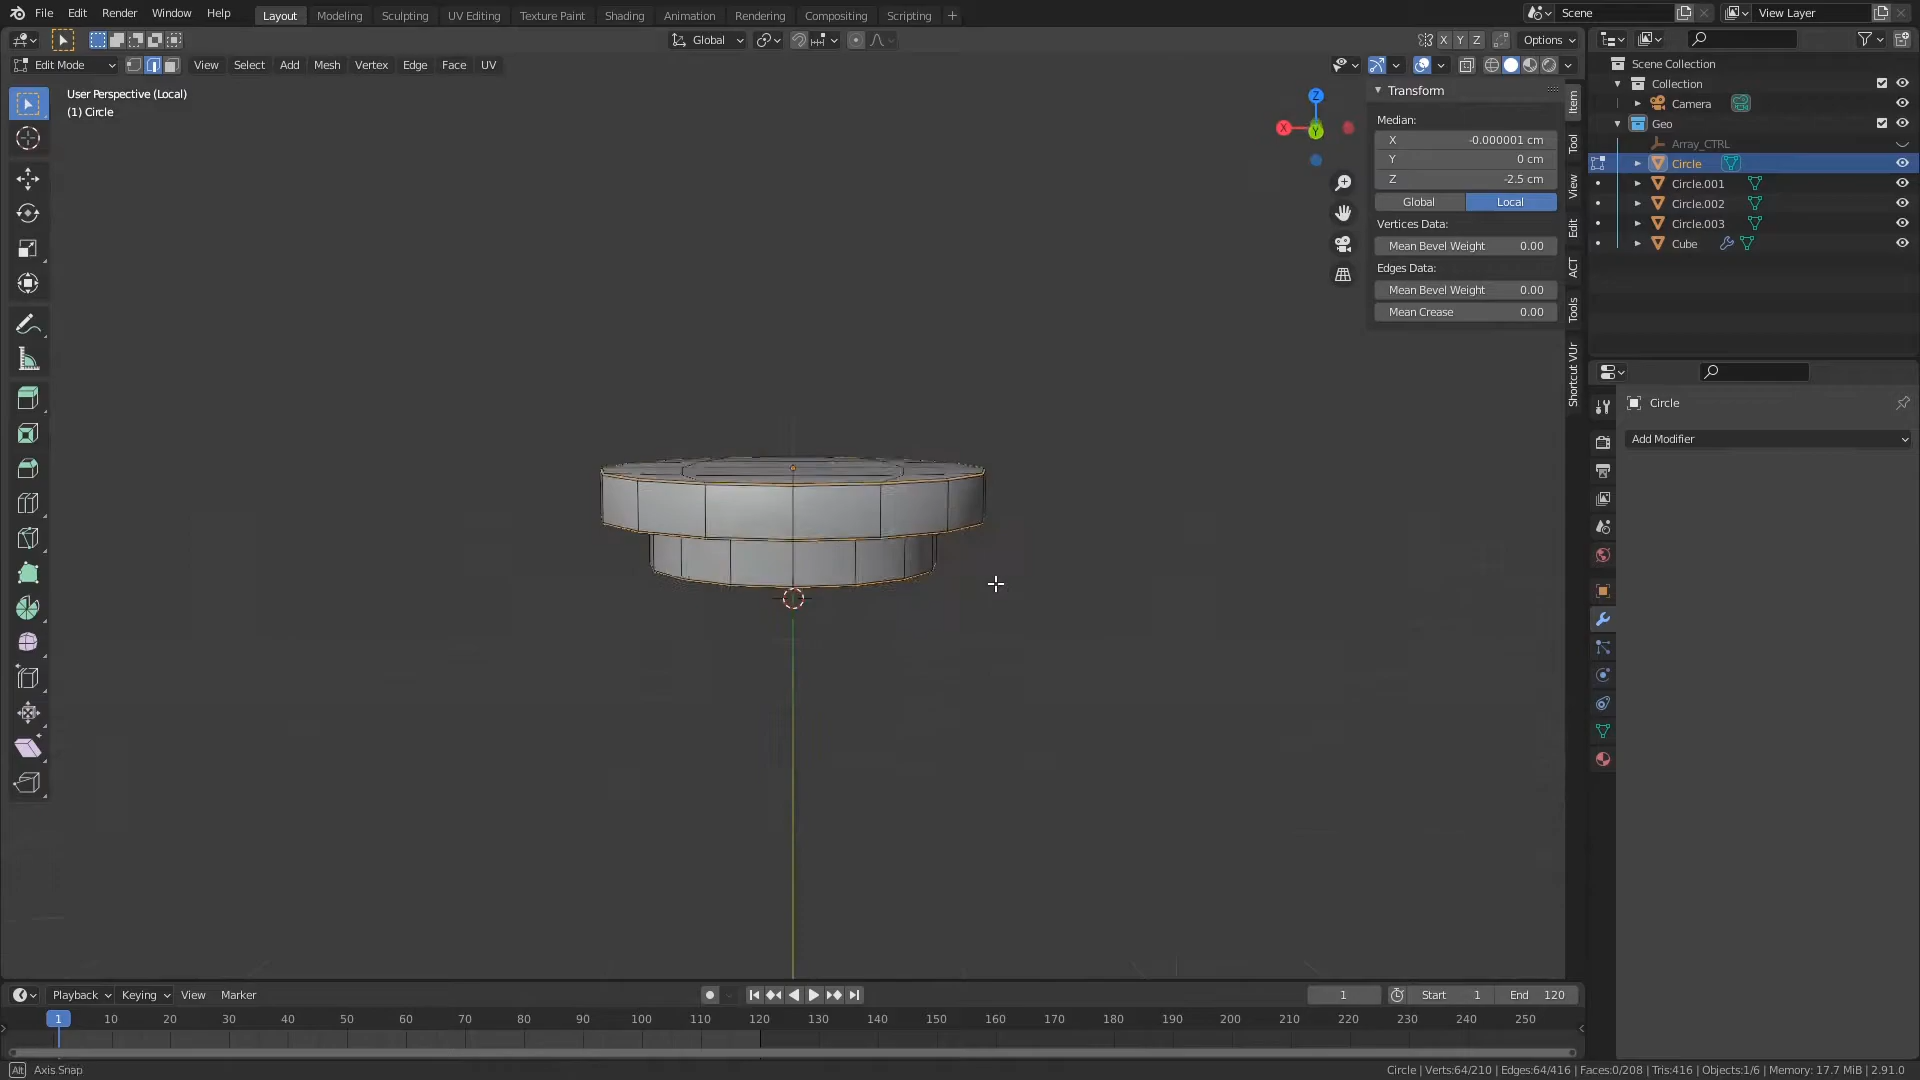 File Edit Render Window Help Layout Modeling Sculpting UV Editing Texture Paint Shading Animation Rendering Compositing Scripting Scene View Layer
Global X Y Z Options
Edit Mode View Select Add Mesh Vertex Edge Face UV
User Perspective (Local)
(1) Circle
Z
X
Y
Transform
Median:
X -0.000001 cm
Y 0 cm
Z -2.5 cm
Global Local
Vertices Data:
Mean Bevel Weight 0.00
Edges Data:
Mean Bevel Weight 0.00
Mean Crease 0.00
Item
Tool
View
Edit
ACT
Tools
Shortcut VUr
Scene Collection
Collection
Camera
Geo
Array_CTRL
Circle
Circle.001
Circle.002
Circle.003
Cube
Circle
Add Modifier
Playback Keying View Marker 1 Start 1 End 120
1 10 20 30 40 50 60 70 80 90 100 110 120 130 140 150 160 170 180 190 200 210 220 230 240 250
Alt Axis Snap
Circle | Verts:64/210 | Edges:64/416 | Faces:0/208 | Tris:416 | Objects:1/6 | Memory: 17.7 MiB | 2.91.0